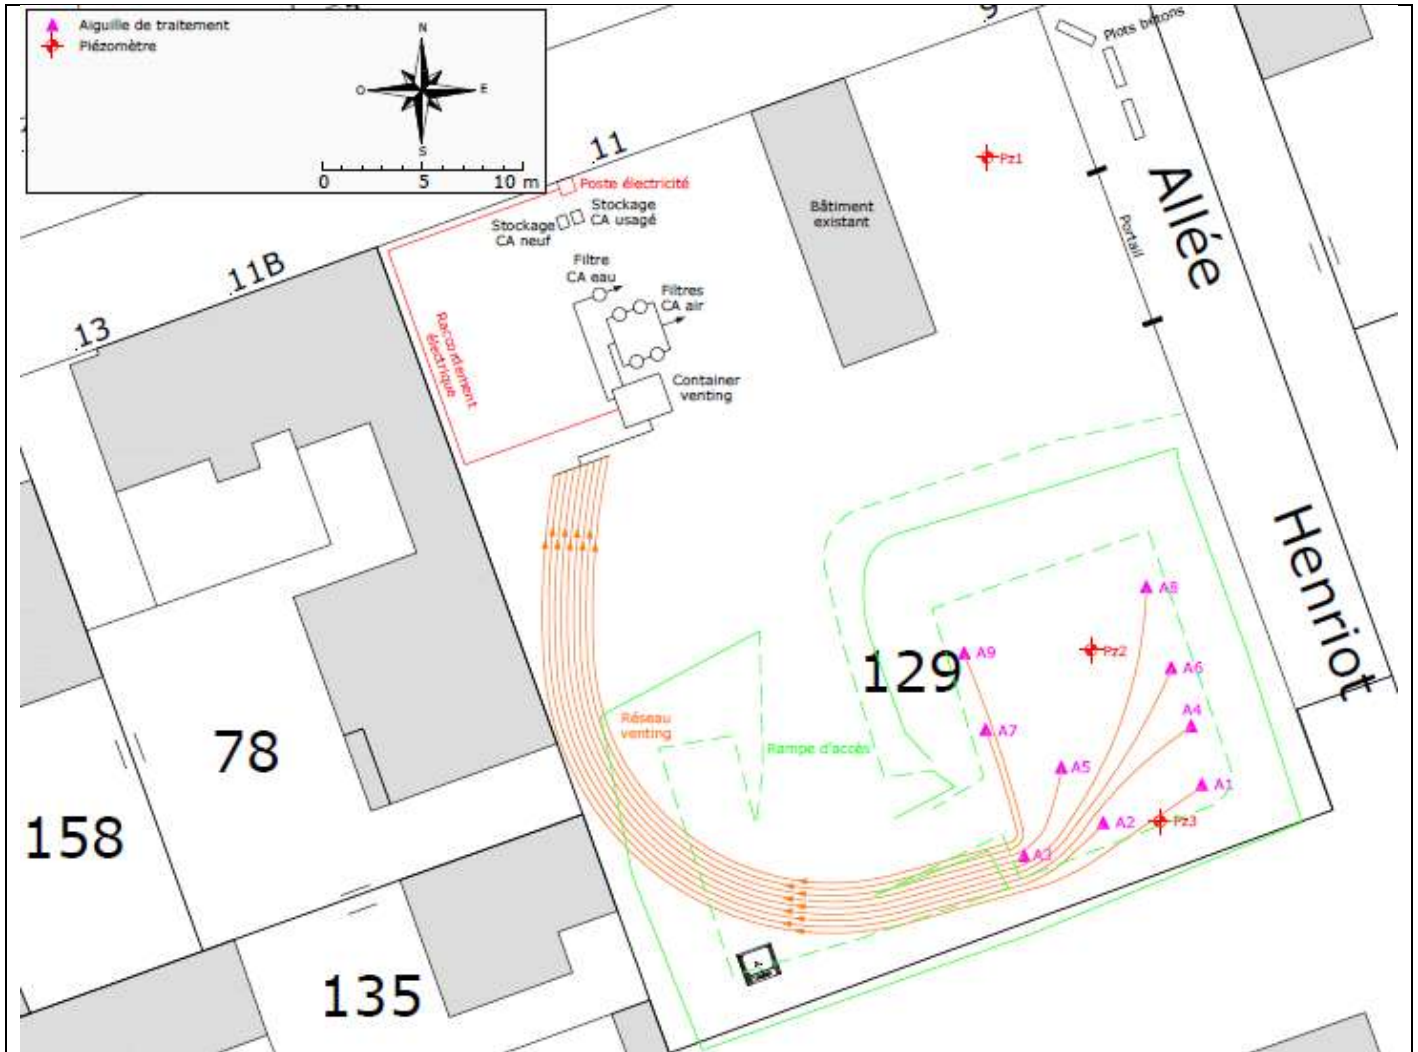 Aiguille de traitement
Piézomètre
N
O
E
S
0 5 10 m
9
Plots bétons
11
Poste électricité
Stockage
CA usagé
Stockage
CA neuf
Pz1
Allée
Bâtiment
existant
Portail
11B
Filtre
CA eau
Filtres
CA air
13
Raccordement
électrique
Container
venting
Henriot
A8
Pz2
A9
129
A6
A4
Réseau
venting
A7
Rampe d'accès
78
A5
A1
158
A2
Pz3
A3
135